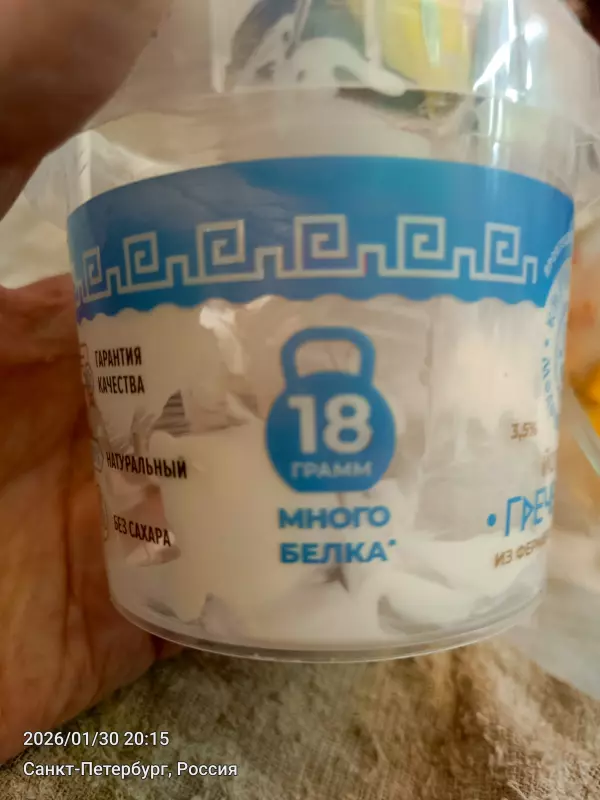 ГАРАНТИЯ
КАЧЕСТВА
НАТУРАЛЬНЫЙ
БЕЗ САХАРА
18
ГРАММ
МНОГО
БЕЛКА*
3,5%
2026/01/30 20:15
Санкт-Петербург, Россия